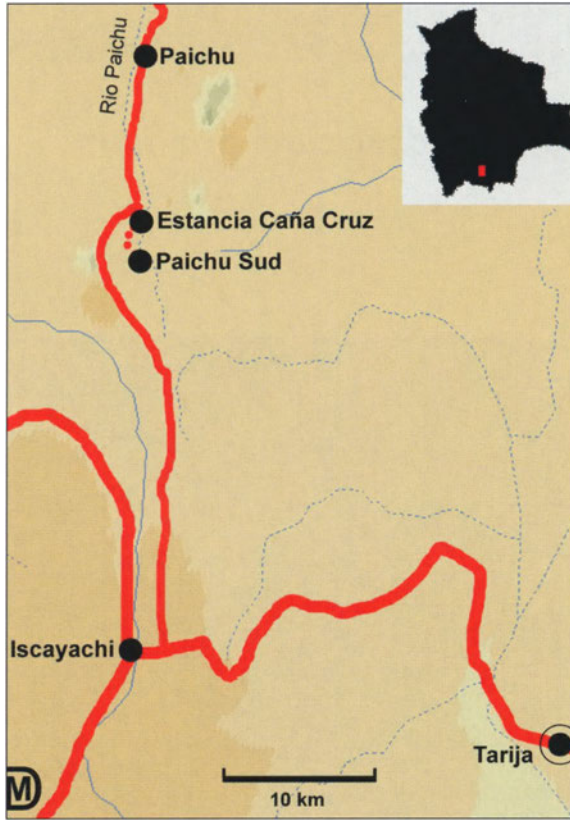 Rio Paichu
Paichu
Estancia Caña Cruz
Paichu Sud
Iscayachi
Tarija
M
10 km